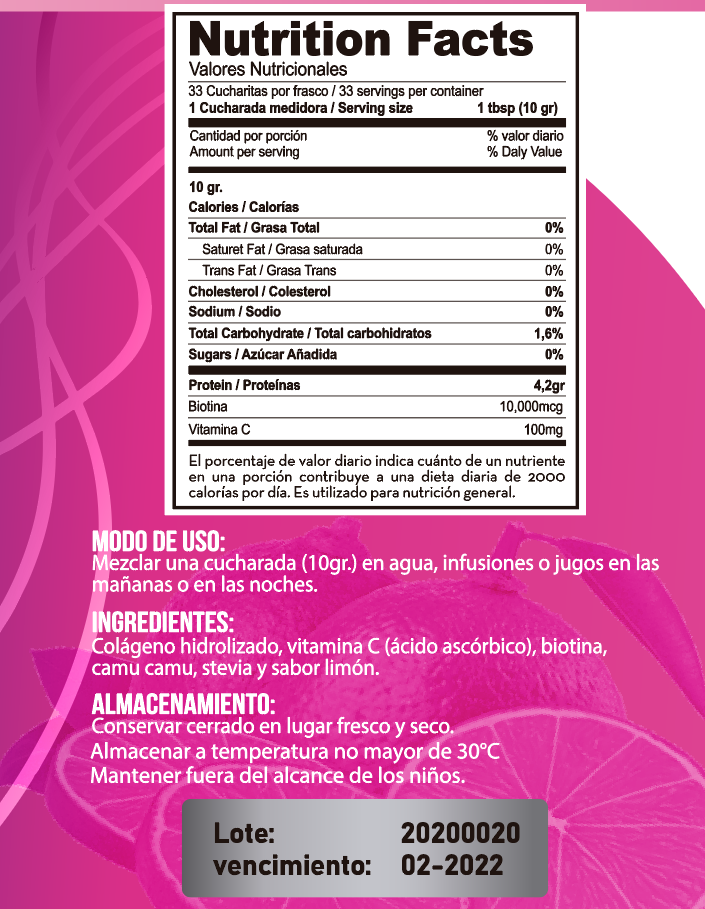 Nutrition Facts
Valores Nutricionales
33 Cucharitas por frasco / 33 servings per container
1 Cucharada medidora / Serving size 1 tbsp (10 gr)
Cantidad por porción % valor diario
Amount per serving % Daly Value
10 gr.
Calories / Calorías
Total Fat / Grasa Total 0%
Saturet Fat / Grasa saturada 0%
Trans Fat / Grasa Trans 0%
Cholesterol / Colesterol 0%
Sodium / Sodio 0%
Total Carbohydrate / Total carbohidratos 1,6%
Sugars / Azúcar Añadida 0%
Protein / Proteínas 4,2gr
Biotina 10,000mcg
Vitamina C 100mg
El porcentaje de valor diario indica cuánto de un nutriente
en una porción contribuye a una dieta diaria de 2000
calorías por día. Es utilizado para nutrición general.
MODO DE USO:
Mezclar una cucharada (10gr.) en agua, infusiones o jugos en las
mañanas o en las noches.
INGREDIENTES:
Colágeno hidrolizado, vitamina C (ácido ascórbico), biotina,
camu camu, stevia y sabor limón.
ALMACENAMIENTO:
Conservar cerrado en lugar fresco y seco.
Almacenar a temperatura no mayor de 30°C
Mantener fuera del alcance de los niños.
Lote: 20200020
vencimiento: 02-2022